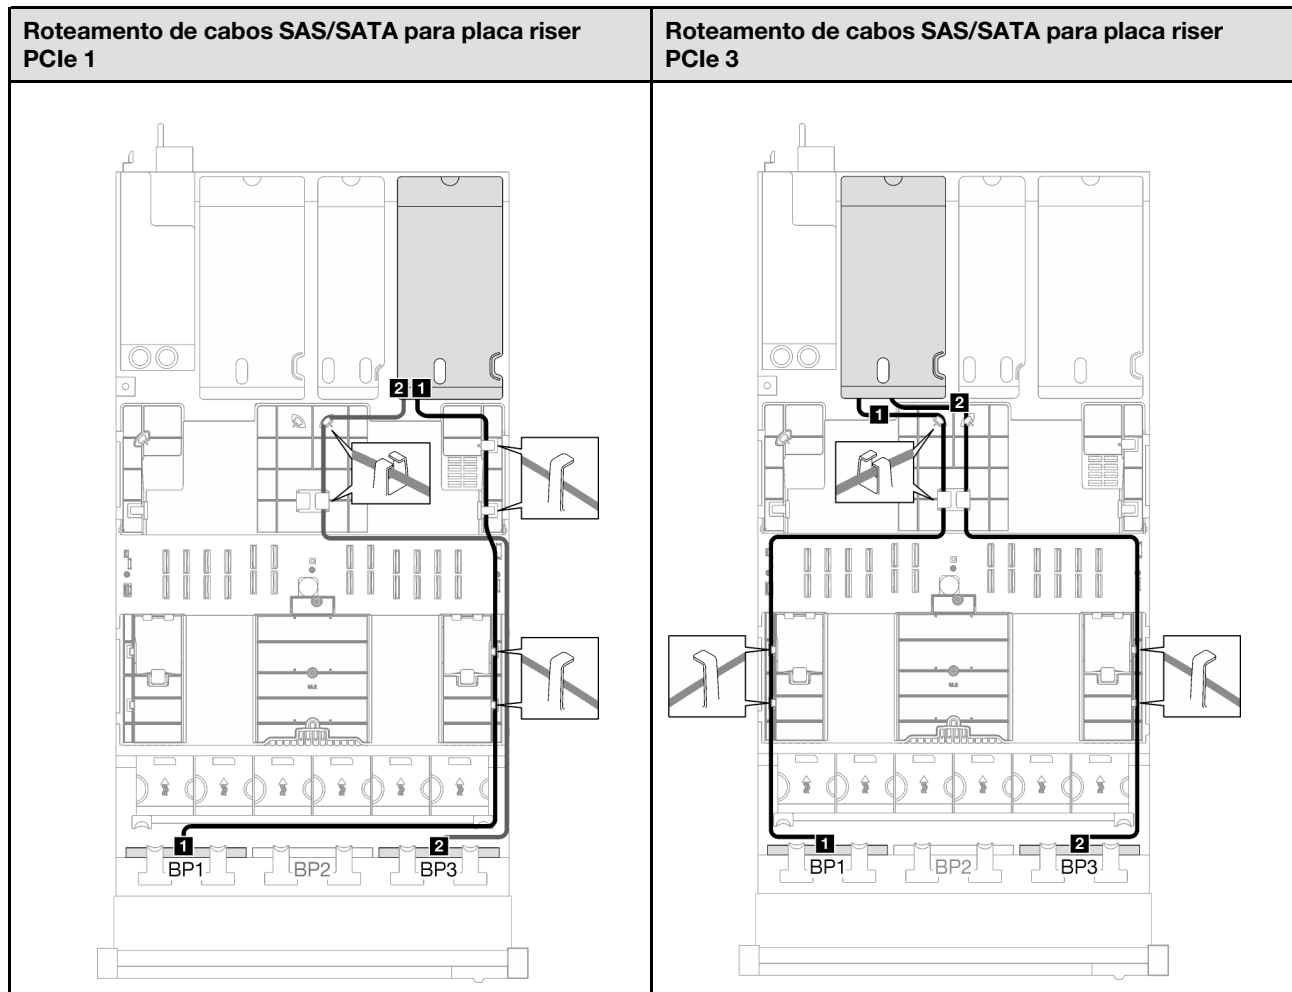 Roteamento de cabos SAS/SATA para placa riser
PCIe 1
Roteamento de cabos SAS/SATA para placa riser
PCIe 3
2 1
1
2
BP1
BP2
BP3
1
2
1
2
BP1
BP2
BP3